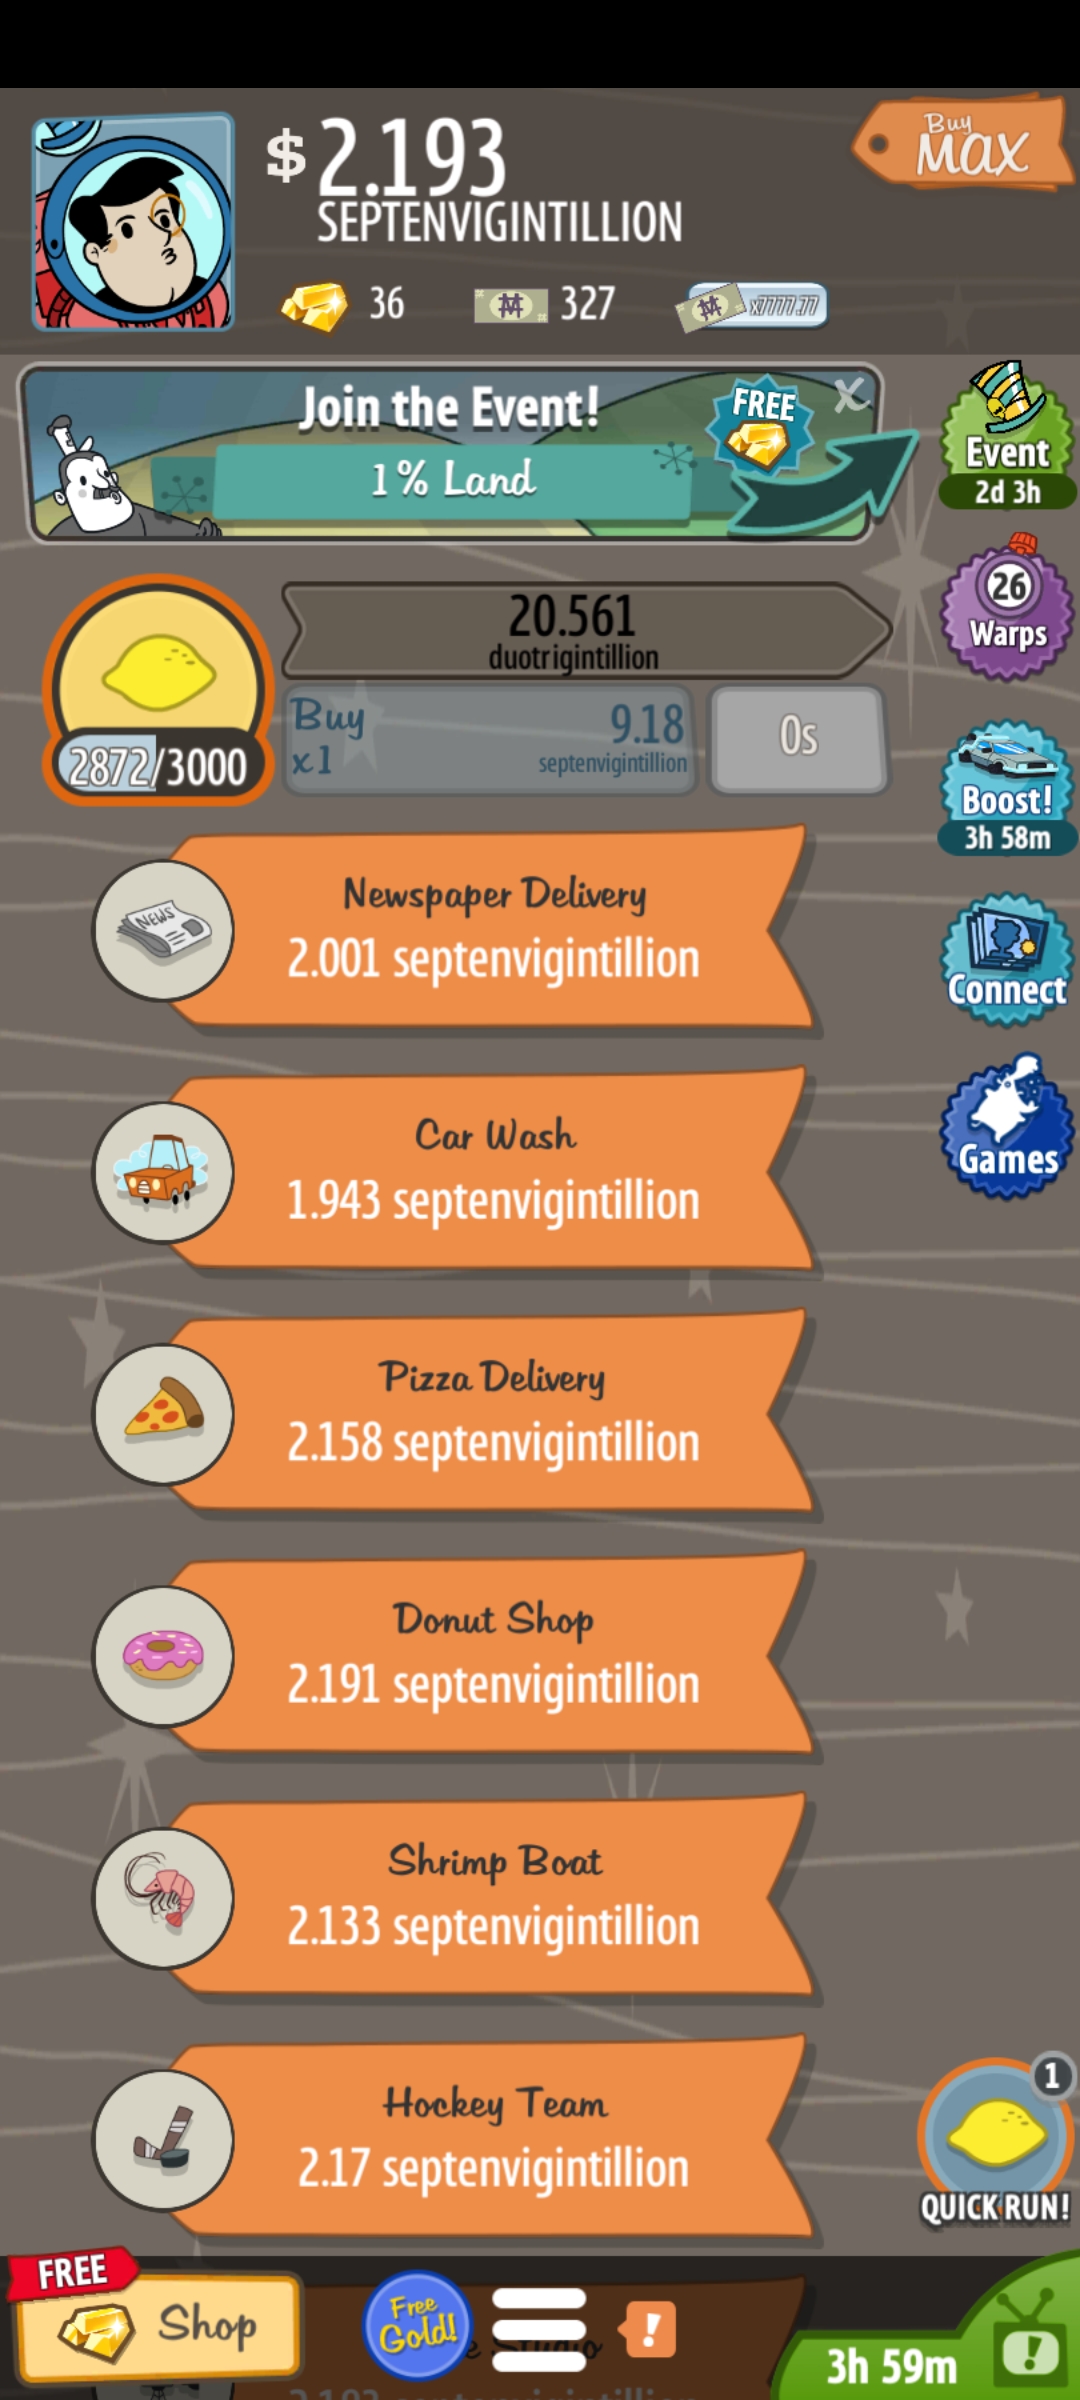 $2.193
SEPTENVIGINTILLION
Buy
MAX
36
327
x7777.77
Join the Event!
1% Land
FREE
X
Event
2d 3h
20.561
duotrigintillion
26
Warps
2872/3000
Buy
x1
9.18
septenvigintillion
0s
Boost!
3h 58m
NEWS
Newspaper Delivery
2.001 septenvigintillion
Connect
Car Wash
1.943 septenvigintillion
Games
Pizza Delivery
2.158 septenvigintillion
Donut Shop
2.191 septenvigintillion
Shrimp Boat
2.133 septenvigintillion
Hockey Team
2.17 septenvigintillion
1
QUICK RUN!
FREE
Shop
Free
Gold!
!
!
3h 59m